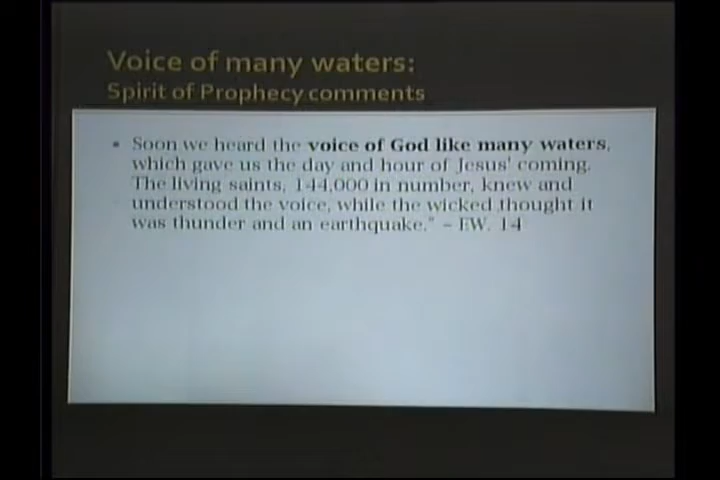 Voice of many waters:
Spirit of Prophecy comments
• Soon we heard the voice of God like many waters,
which gave us the day and hour of Jesus' coming.
The living saints, 144,000 in number, knew and
understood the voice, while the wicked thought it
was thunder and an earthquake." – EW. 14